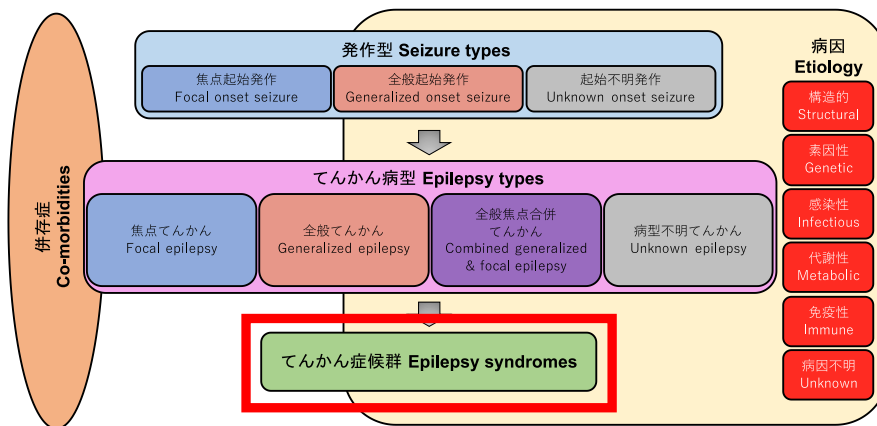 発作型 Seizure types
焦点起始発作
Focal onset seizure
全般起始発作
Generalized onset seizure
起始不明発作
Unknown onset seizure
てんかん病型 Epilepsy types
焦点てんかん
Focal epilepsy
全般てんかん
Generalized epilepsy
全般焦点合併
てんかん
Combined generalized
& focal epilepsy
病型不明てんかん
Unknown epilepsy
てんかん症候群 Epilepsy syndromes
併存症
Co-morbidities
病因
Etiology
構造的
Structural
素因性
Genetic
感染性
Infectious
代謝性
Metabolic
免疫性
Immune
病因不明
Unknown